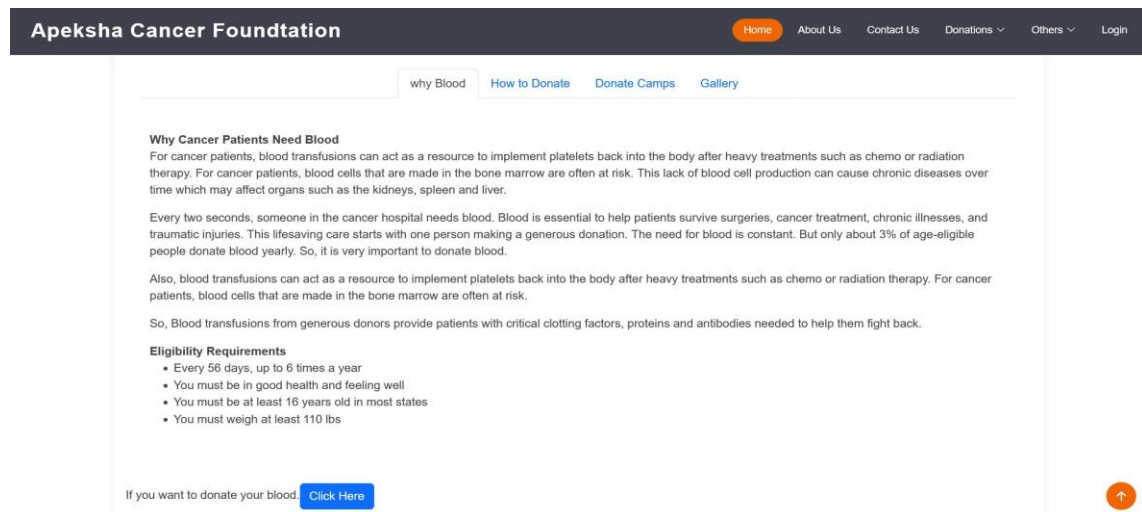 Apeksha Cancer Foundtation
Home
About Us
Contact Us
Donations
Others
Login
why Blood
How to Donate
Donate Camps
Gallery
Why Cancer Patients Need Blood
For cancer patients, blood transfusions can act as a resource to implement platelets back into the body after heavy treatments such as chemo or radiation
therapy. For cancer patients, blood cells that are made in the bone marrow are often at risk. This lack of blood cell production can cause chronic diseases over
time which may affect organs such as the kidneys, spleen and liver.
Every two seconds, someone in the cancer hospital needs blood. Blood is essential to help patients survive surgeries, cancer treatment, chronic illnesses, and
traumatic injuries. This lifesaving care starts with one person making a generous donation. The need for blood is constant. But only about 3% of age-eligible
people donate blood yearly. So, it is very important to donate blood.
Also, blood transfusions can act as a resource to implement platelets back into the body after heavy treatments such as chemo or radiation therapy. For cancer
patients, blood cells that are made in the bone marrow are often at risk.
So, Blood transfusions from generous donors provide patients with critical clotting factors, proteins and antibodies needed to help them fight back.
Eligibility Requirements
• Every 56 days, up to 6 times a year
• You must be in good health and feeling well
• You must be at least 16 years old in most states
• You must weigh at least 110 lbs
If you want to donate your blood. Click Here